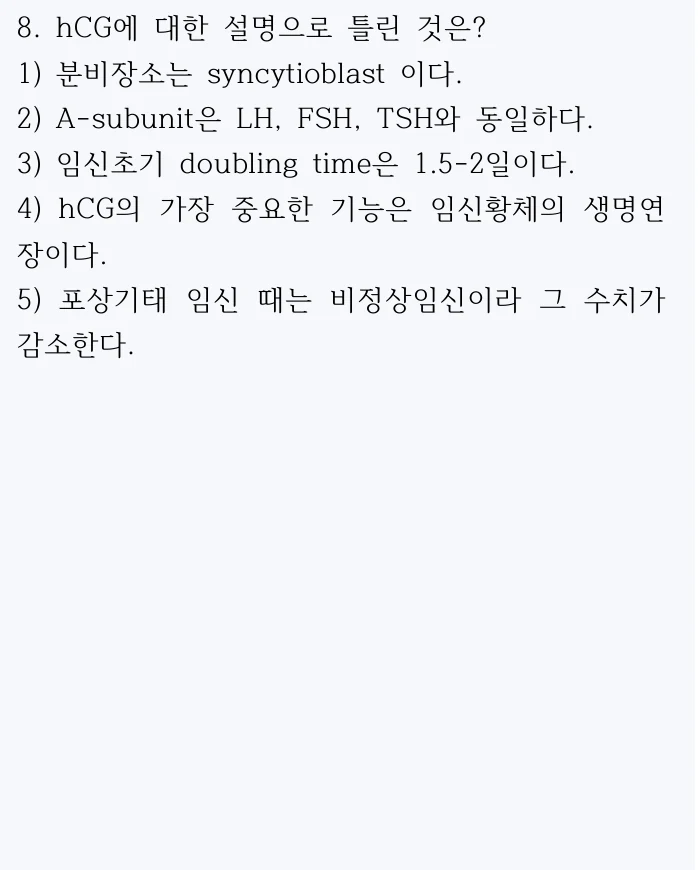 8. hCG에 대한 설명으로 틀린 것은?
1) 분비장소는 syncytioblast 이다.
2) A-subunit은 LH, FSH, TSH와 동일하다.
3) 임신초기 doubling time은 1.5-2일이다.
4) hCG의 가장 중요한 기능은 임신황체의 생명연
장이다.
5) 포상기태 임신 때는 비정상임신이라 그 수치가
감소한다.